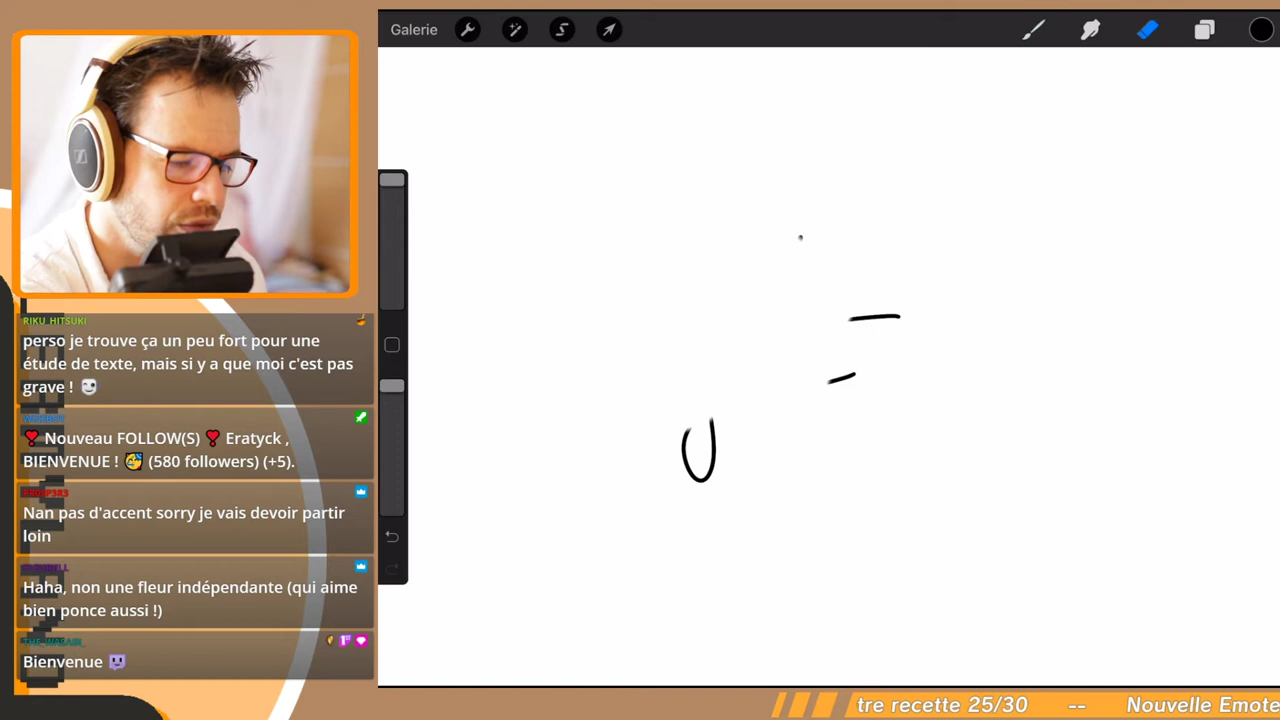 Galerie
RIKU_HITSUKI
perso je trouve ça un peu fort pour une
étude de texte, mais si y a que moi c'est pas
grave !
Nouveau FOLLOW(S) Eratyck ,
BIENVENUE ! (580 followers) (+5).
Nan pas d'accent sorry je vais devoir partir
loin
Haha, non une fleur indépendante (qui aime
bien ponce aussi !)
Bienvenue
tre recette 25/30 -- Nouvelle Emote